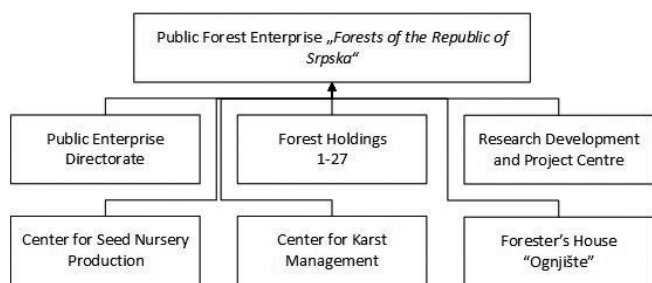 Public Forest Enterprise „Forests of the Republic of
Srpska“
Public Enterprise
Directorate
Forest Holdings
1-27
Research Development
and Project Centre
Center for Seed Nursery
Production
Center for Karst
Management
Forester’s House
“Ognjište”